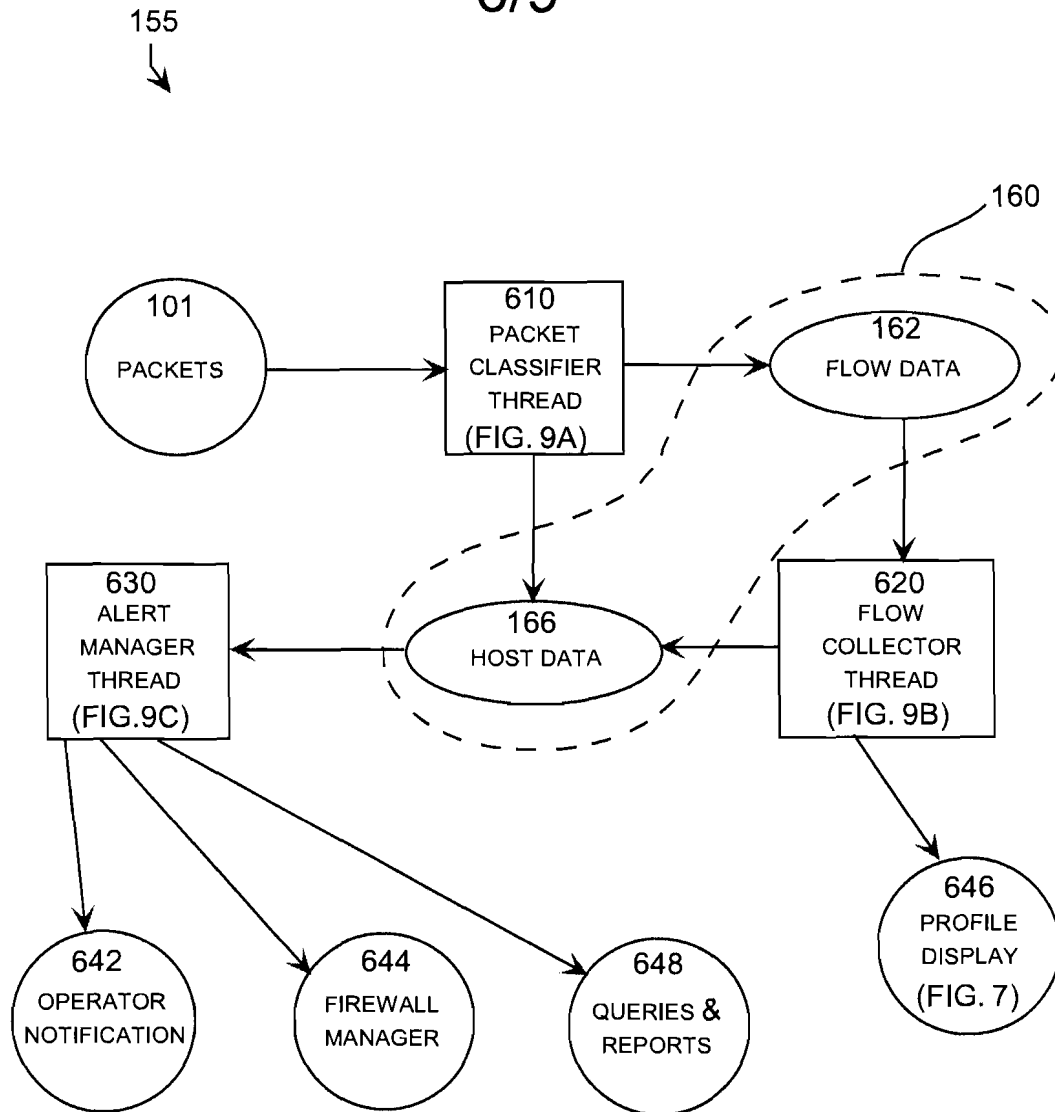 155
160
101
PACKETS
610
PACKET
CLASSIFIER
THREAD
(FIG. 9A)
162
FLOW DATA
630
ALERT
MANAGER
THREAD
(FIG.9C)
166
HOST DATA
620
FLOW
COLLECTOR
THREAD
(FIG. 9B)
642
OPERATOR
NOTIFICATION
644
FIREWALL
MANAGER
648
QUERIES &
REPORTS
646
PROFILE
DISPLAY
(FIG. 7)